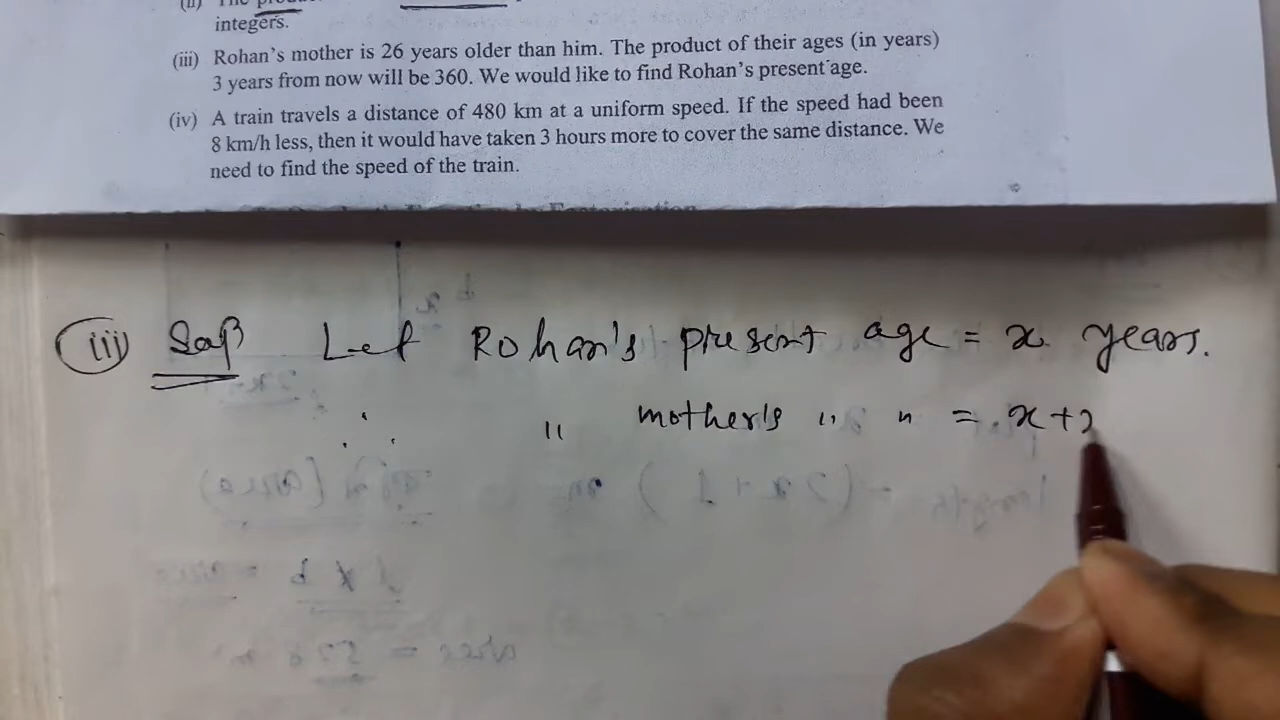 (ii) The
integers.
(iii) Rohan's mother is 26 years older than him. The product of their ages (in years)
3 years from now will be 360. We would like to find Rohan's present age.
(iv) A train travels a distance of 480 km at a uniform speed. If the speed had been
8 km/h less, then it would have taken 3 hours more to cover the same distance. We
need to find the speed of the train.
(iii) Let Rohan's present age = x years.
∴ " mother's " " = x+2